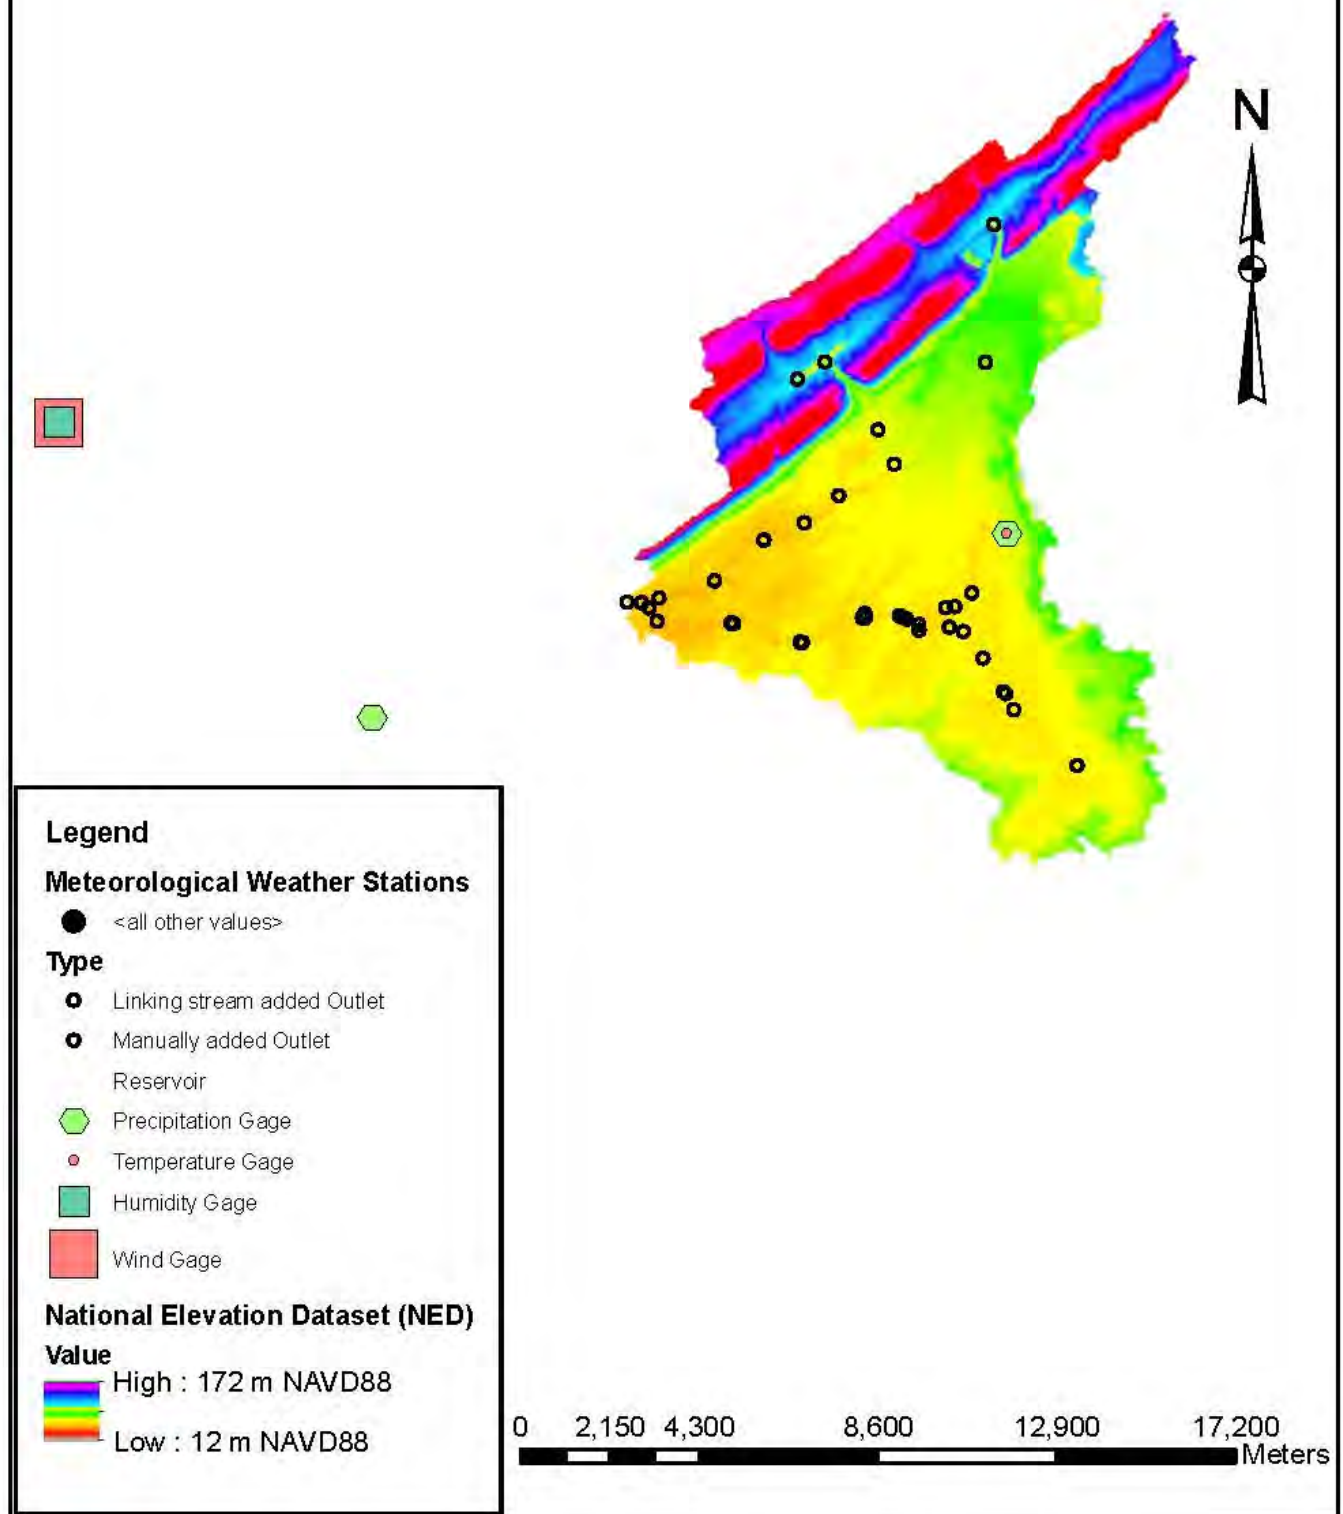 N
Legend
Meteorological Weather Stations
<all other values>
Type
Linking stream added Outlet
Manually added Outlet
Reservoir
Precipitation Gage
Temperature Gage
Humidity Gage
Wind Gage
National Elevation Dataset (NED)
Value
High : 172 m NAVD88
Low : 12 m NAVD88
0 2,150 4,300 8,600 12,900 17,200
Meters